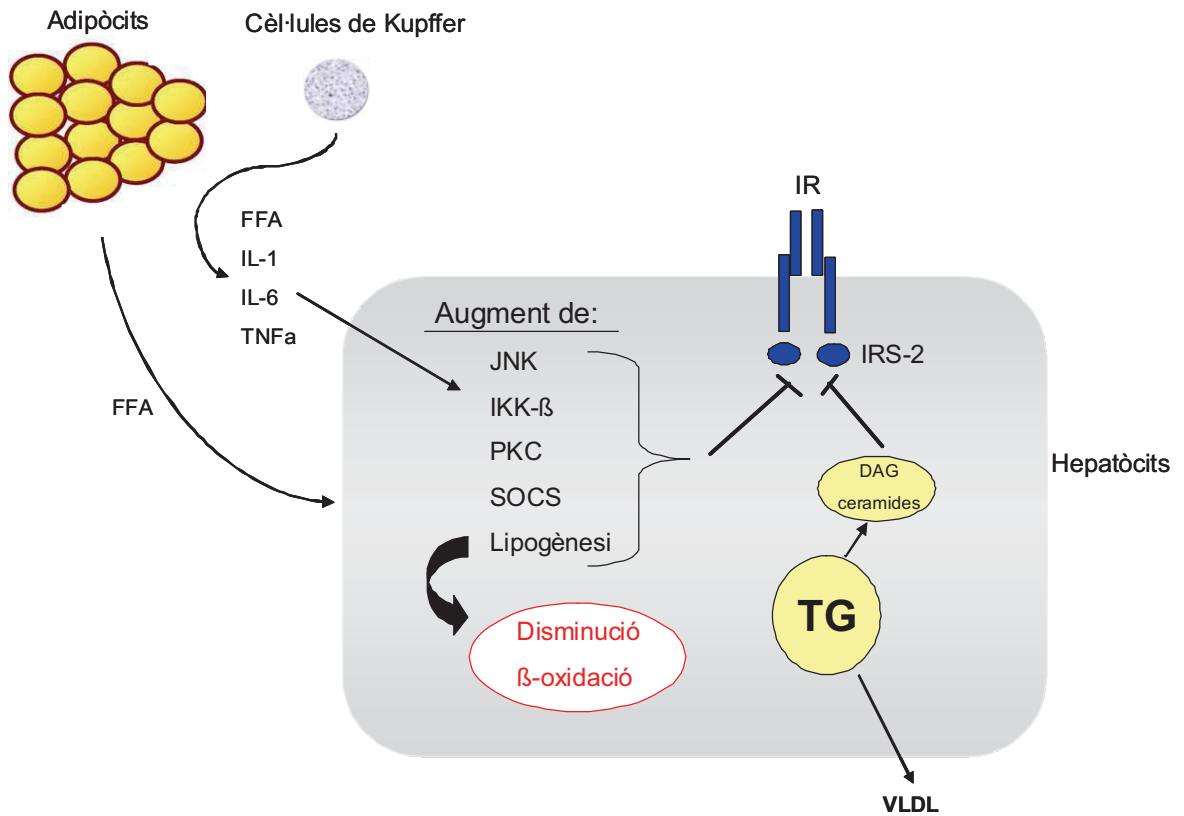 Adipòcits
Cèl·lules de Kupffer
FFA
IL-1
IL-6
TNFa
FFA
IR
IRS-2
Augment de:
JNK
IKK-ß
PKC
SOCS
Lipogènesi
Disminució
ß-oxidació
DAG
ceramides
TG
Hepatòcits
VLDL